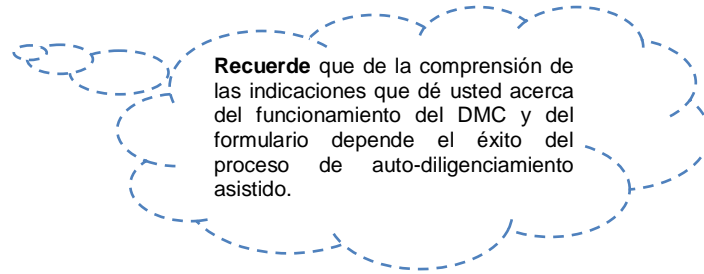 Recuerde que de la comprensión de
las indicaciones que dé usted acerca
del funcionamiento del DMC y del
formulario depende el éxito del
proceso de auto-diligenciamiento
asistido.